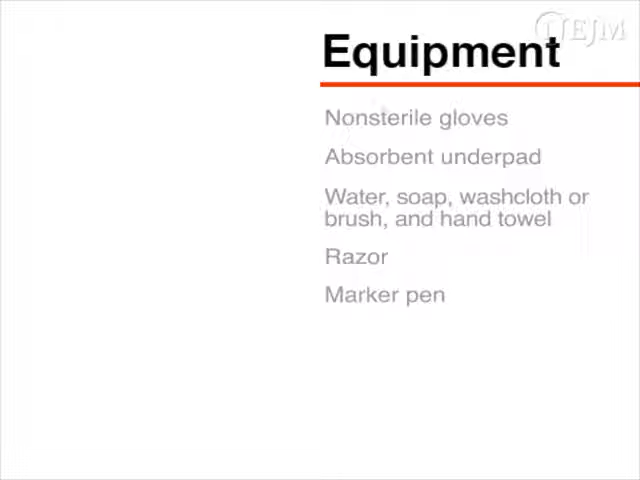 NEJM
Equipment
Nonsterile gloves
Absorbent underpad
Water, soap, washcloth or
brush, and hand towel
Razor
Marker pen